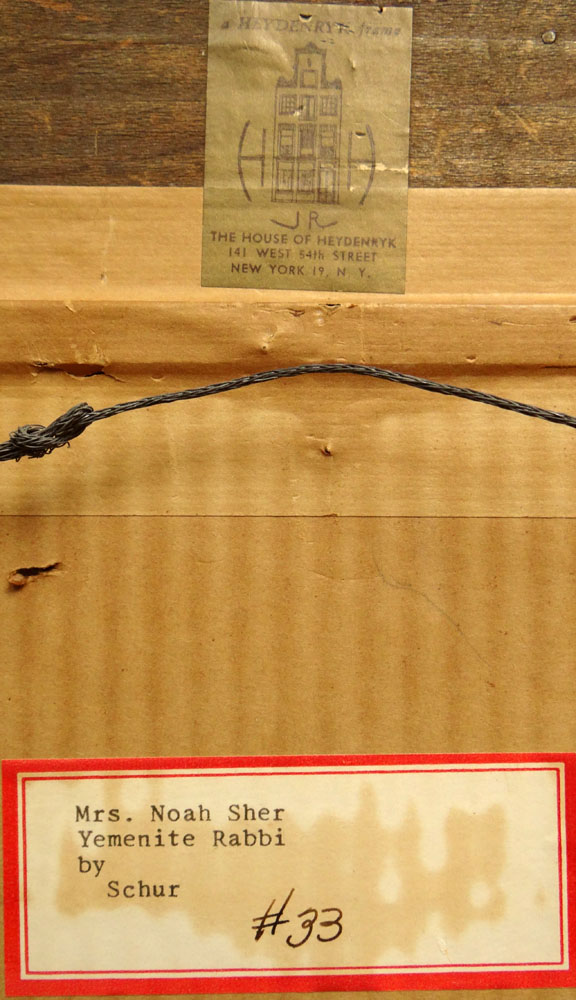 a HEYDENRYK frame
H H
JR
THE HOUSE OF HEYDENRYK
141 WEST 54th STREET
NEW YORK 19, N. Y.
Mrs. Noah Sher
Yemenite Rabbi
by
Schur
#33